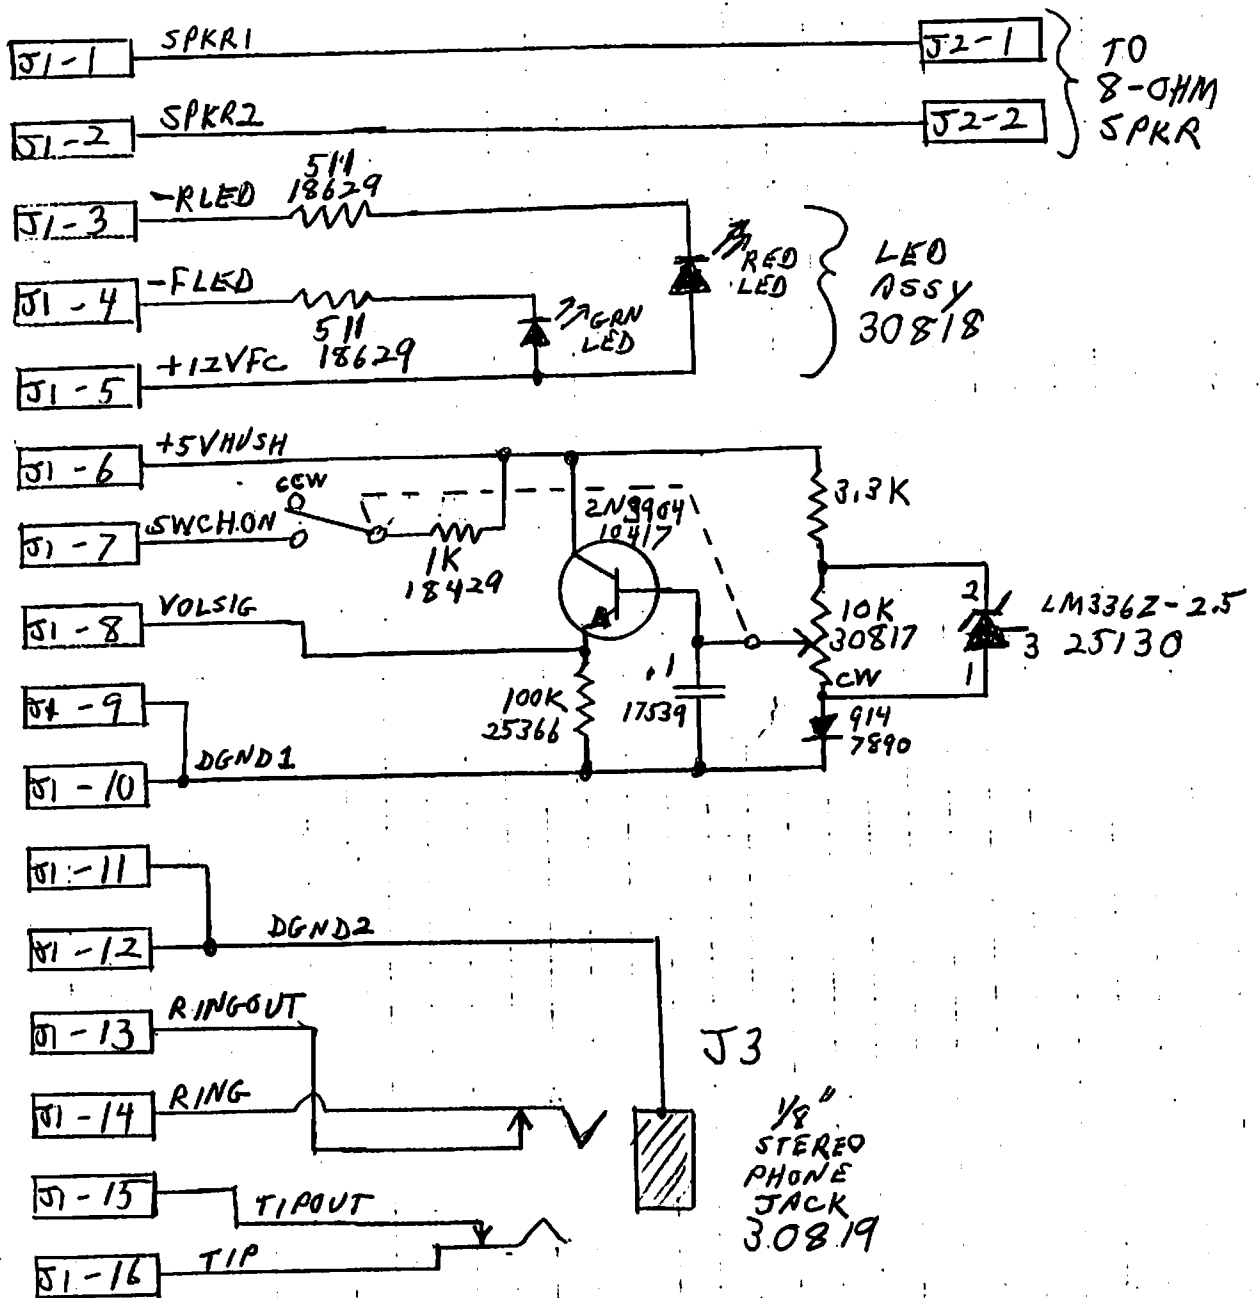 J1-1
SPKR1
J2-1
TO
8-OHM
SPKR
J1-2
SPKR2
J2-2
J1-3
-RLED
511
18629
RED
LED
LED
ASSY
30818
J1-4
-FLED
511
18629
GRN
LED
J1-5
+12VFC
J1-6
+5VHUSH
CCW
3.3K
J1-7
SWCHON
1K
18429
2N3904
10417
J1-8
VOLSIG
10K
30817
CW
2
3
1
LM336Z-2.5
25130
100K
25366
.1
17539
914
7890
J1-9
J1-10
DGND1
J1-11
J1-12
DGND2
J1-13
RINGOUT
J3
J1-14
RING
1/8"
STEREO
PHONE
JACK
30819
J1-15
TIPOUT
J1-16
TIP